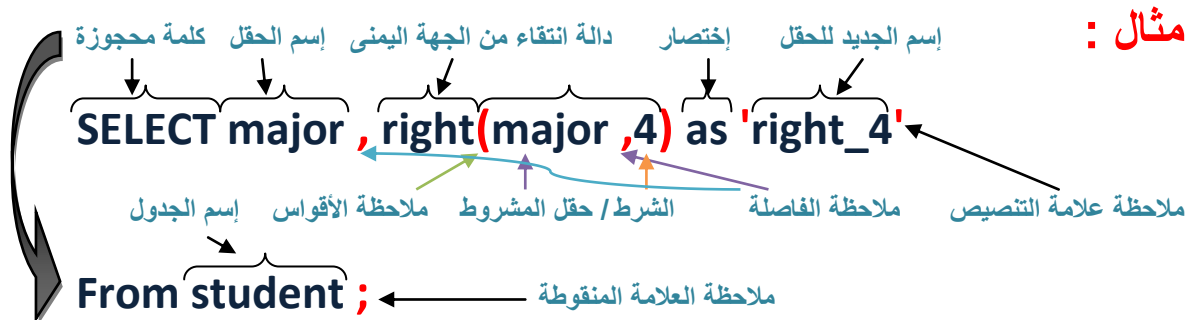 مثال :
إسم الجديد للحقل إختصار دالة انتقاء من الجهة اليمنى إسم الحقل كلمة محجوزة
SELECT major , right(major ,4) as 'right_4'
ملاحظة علامة التنصيص ملاحظة الفاصلة الشرط / حقل المشروط ملاحظة الأقواس إسم الجدول
From student ;
ملاحظة العلامة المنقوطة